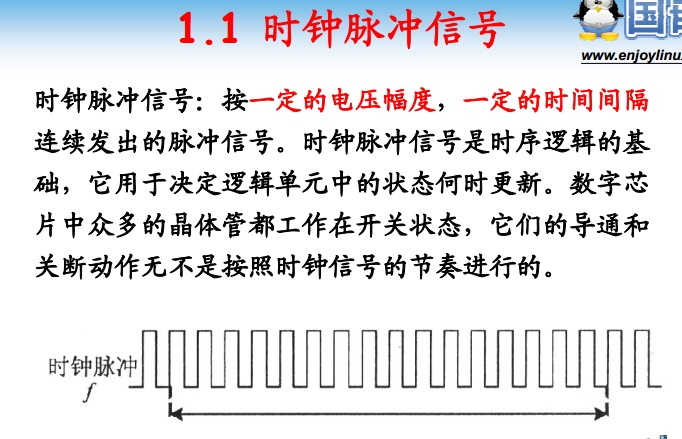 1.1 时钟脉冲信号
国
www.enjoylinu
时钟脉冲信号：按一定的电压幅度，一定的时间间隔
连续发出的脉冲信号。时钟脉冲信号是时序逻辑的基
础，它用于决定逻辑单元中的状态何时更新。数字芯
片中众多的晶体管都工作在开关状态，它们的导通和
关断动作无不是按照时钟信号的节奏进行的。
时钟脉冲
f